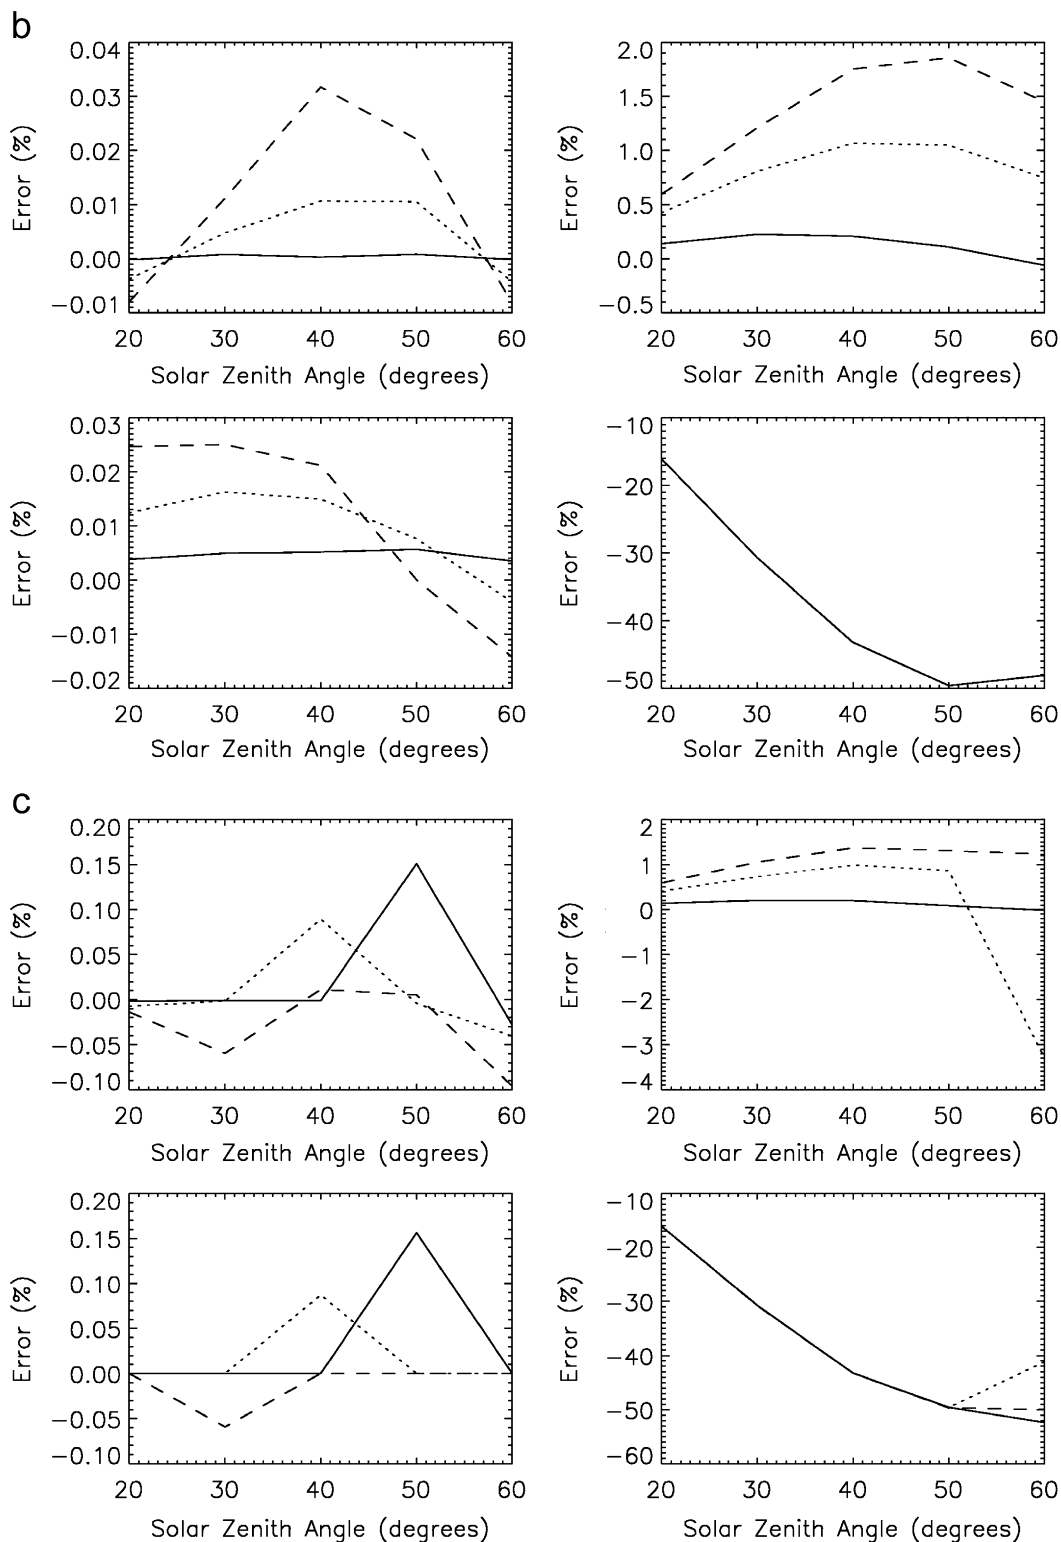 b
0.04
0.03
0.02
0.01
0.00
−0.01
Error (%)
20 30 40 50 60
Solar Zenith Angle (degrees)
2.0
1.5
1.0
0.5
0.0
−0.5
Error (%)
20 30 40 50 60
Solar Zenith Angle (degrees)
0.03
0.02
0.01
0.00
−0.01
−0.02
Error (%)
20 30 40 50 60
Solar Zenith Angle (degrees)
−10
−20
−30
−40
−50
Error (%)
20 30 40 50 60
Solar Zenith Angle (degrees)
c
0.20
0.15
0.10
0.05
0.00
−0.05
−0.10
Error (%)
20 30 40 50 60
Solar Zenith Angle (degrees)
2
1
0
−1
−2
−3
−4
Error (%)
20 30 40 50 60
Solar Zenith Angle (degrees)
0.20
0.15
0.10
0.05
0.00
−0.05
−0.10
Error (%)
20 30 40 50 60
Solar Zenith Angle (degrees)
−10
−20
−30
−40
−50
−60
Error (%)
20 30 40 50 60
Solar Zenith Angle (degrees)